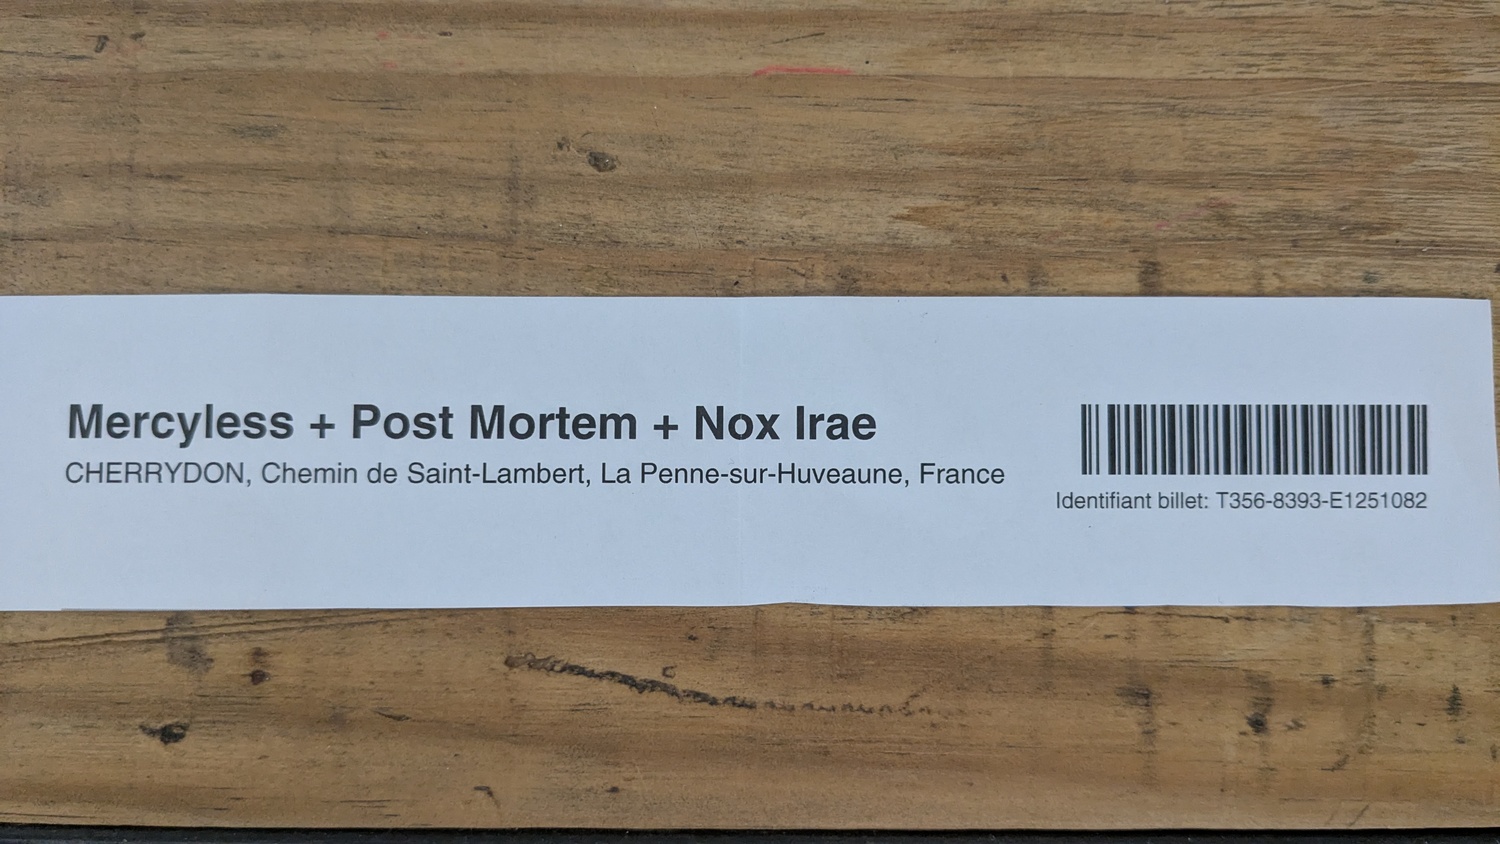 Mercyless + Post Mortem + Nox Irae
CHERRYDON, Chemin de Saint-Lambert, La Penne-sur-Huveaune, France
Identifiant billet: T356-8393-E1251082